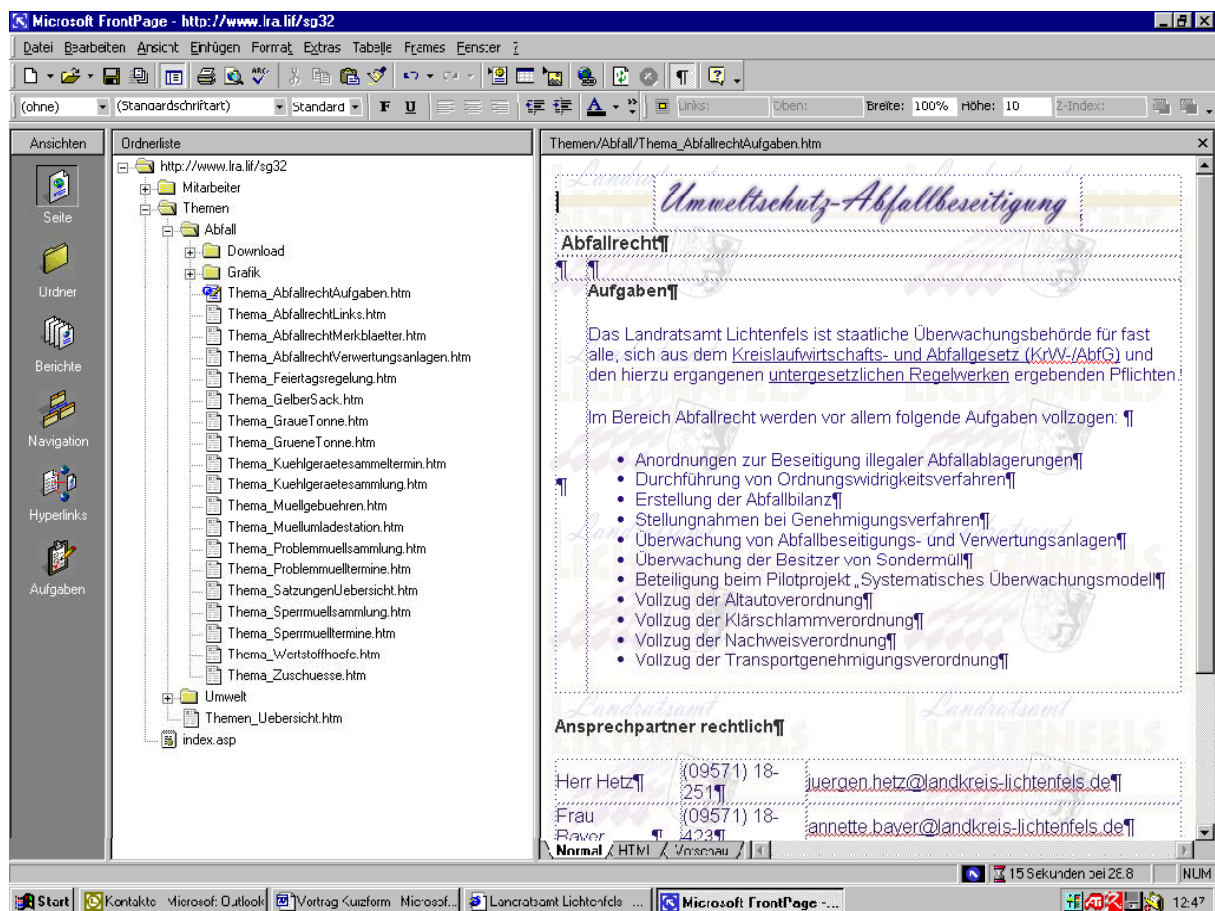 Microsoft FrontPage - http://www.lra.lif/sg32
Datei Bearbeiten Ansicht Einfügen Format Extras Tabelle Frames Fenster ?
(ohne) (Standardschriftart) Standard F U A Links: Oben: Breite: 100% Höhe: 10 Z-Index:
Ansichten
Seite
Ordner
Berichte
Navigation
Hyperlinks
Aufgaben
Ordnerliste
http://www.lra.lif/sg32
Mitarbeiter
Themen
Abfall
Download
Grafik
Thema_AbfallrechtAufgaben.htm
Thema_AbfallrechtLinks.htm
Thema_AbfallrechtMerkblaetter.htm
Thema_AbfallrechtVerwertungsanlagen.htm
Thema_Feiertagsregelung.htm
Thema_GelberSack.htm
Thema_GraueTonne.htm
Thema_GrueneTonne.htm
Thema_Kuehlgeraetesammeltermin.htm
Thema_Kuehlgeraetesammlung.htm
Thema_Muellgebuehren.htm
Thema_Muellumladestation.htm
Thema_Problemmuellsammlung.htm
Thema_Problemmuelltermine.htm
Thema_SatzungenUebersicht.htm
Thema_Sperrmuellsammlung.htm
Thema_Sperrmuelltermine.htm
Thema_Wertstoffhoefe.htm
Thema_Zuschuesse.htm
Umwelt
Themen_Uebersicht.htm
index.asp
Themen/Abfall/Thema_AbfallrechtAufgaben.htm
Umweltschutz-Abfallbeseitigung
Abfallrecht¶
¶ ¶
Aufgaben¶
Das Landratsamt Lichtenfels ist staatliche Überwachungsbehörde für fast
alle, sich aus dem Kreislaufwirtschafts- und Abfallgesetz (KrW-/AbfG) und
den hierzu ergangenen untergesetzlichen Regelwerken ergebenden Pflichten.
Im Bereich Abfallrecht werden vor allem folgende Aufgaben vollzogen: ¶
• Anordnungen zur Beseitigung illegaler Abfallablagerungen¶
• Durchführung von Ordnungswidrigkeitsverfahren¶
¶
• Erstellung der Abfallbilanz¶
• Stellungnahmen bei Genehmigungsverfahren¶
• Überwachung von Abfallbeseitigungs- und Verwertungsanlagen¶
• Überwachung der Besitzer von Sondermüll¶
• Beteiligung beim Pilotprojekt „Systematisches Überwachungsmodell¶
• Vollzug der Altautoverordnung¶
• Vollzug der Klärschlammverordnung¶
• Vollzug der Nachweisverordnung¶
• Vollzug der Transportgenehmigungsverordnung¶
Landratsamt
LICHTENFELS
Ansprechpartner rechtlich¶
Herr Hetz¶ (09571) 18-251¶ juergen.hetz@landkreis-lichtenfels.de¶
Frau Bayer ¶ (09571) 18-423¶ annette.bayer@landkreis-lichtenfels.de¶
Normal HTML Vorschau
15 Sekunden bei 28.8 NUM
Start Kontakte - Microsoft Outlook Vortrag Kurzform - Microsof... Landratsamt Lichtenfels ... Microsoft FrontPage -... 12:47